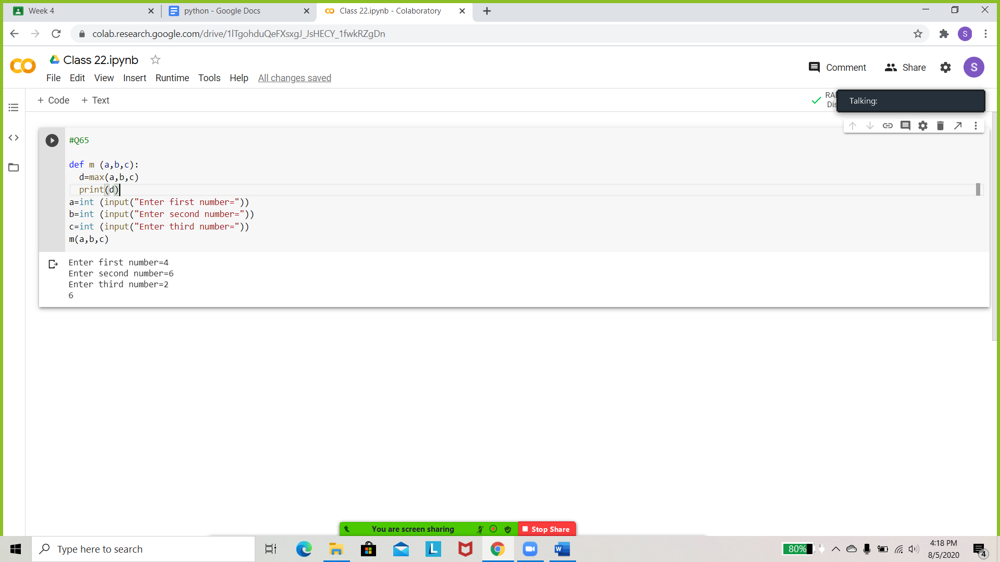 Week 4
python - Google Docs
Class 22.ipynb - Colaboratory
colab.research.google.com/drive/1lTgohduQeFXsxgJ_JsHECY_1fwkRZgDn
S
Class 22.ipynb
Comment
Share
S
File Edit View Insert Runtime Tools Help All changes saved
+ Code + Text
Talking:
#Q65
def m (a,b,c):
  d=max(a,b,c)
  print(d)
a=int (input("Enter first number="))
b=int (input("Enter second number="))
c=int (input("Enter third number="))
m(a,b,c)
Enter first number=4
Enter second number=6
Enter third number=2
6
You are screen sharing
Stop Share
Type here to search
L
W
80%
4:18 PM
8/5/2020
4